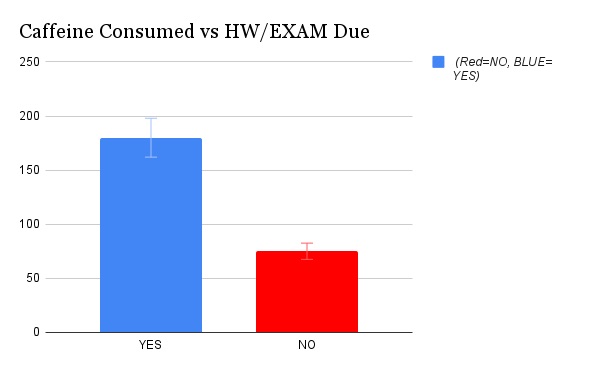 Caffeine Consumed vs HW/EXAM Due
250
200
150
100
50
0
YES
NO
(Red=NO, BLUE=
YES)